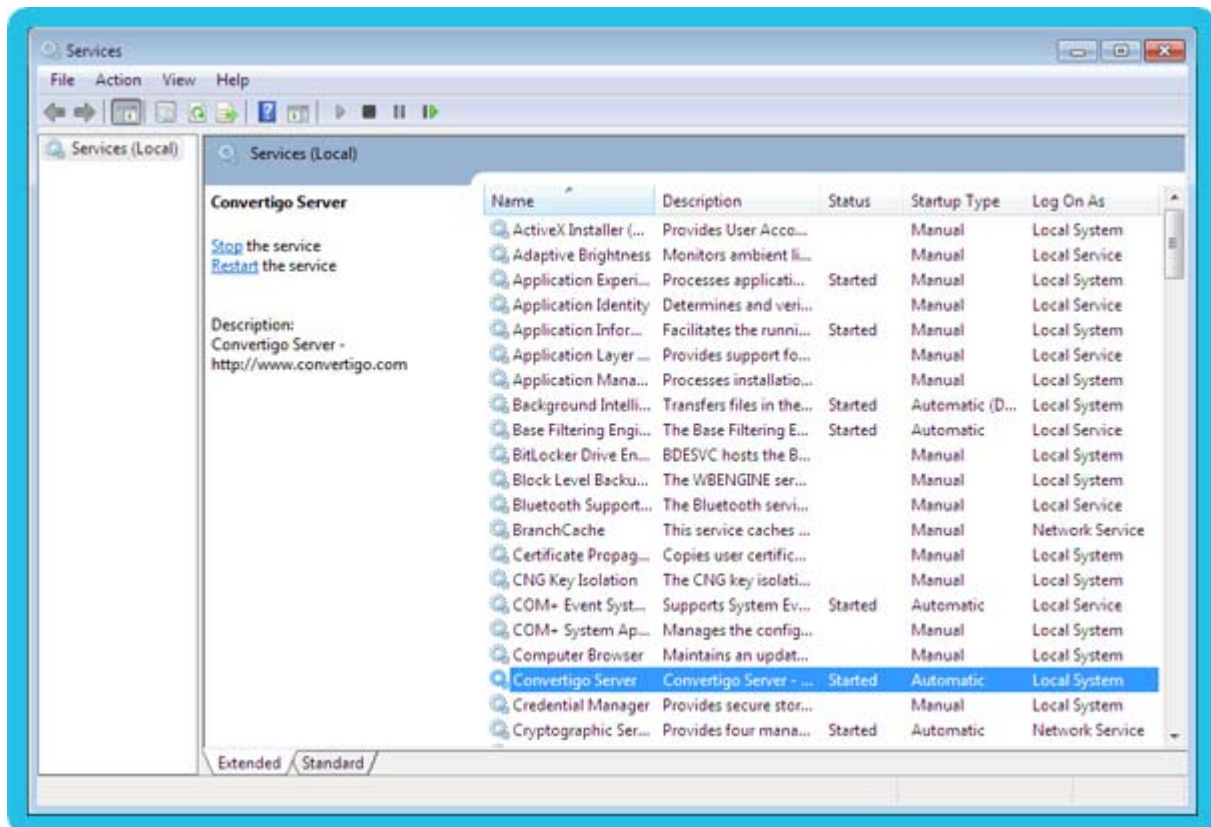 Services
File Action View Help
Services (Local)
Services (Local)
Convertigo Server
Stop the service
Restart the service
Description:
Convertigo Server -
http://www.convertigo.com
Name Description Status Startup Type Log On As
ActiveX Installer (... Provides User Acco... Manual Local System
Adaptive Brightness Monitors ambient li... Manual Local Service
Application Experi... Processes applicati... Started Manual Local System
Application Identity Determines and veri... Manual Local Service
Application Infor... Facilitates the runni... Started Manual Local System
Application Layer ... Provides support fo... Manual Local Service
Application Mana... Processes installatio... Manual Local System
Background Intelli... Transfers files in the... Started Automatic (D... Local System
Base Filtering Engi... The Base Filtering E... Started Automatic Local Service
BitLocker Drive En... BDESVC hosts the B... Manual Local System
Block Level Backu... The WBENGINE ser... Manual Local System
Bluetooth Support... The Bluetooth servi... Manual Local Service
BranchCache This service caches ... Manual Network Service
Certificate Propag... Copies user certific... Manual Local System
CNG Key Isolation The CNG key isolati... Manual Local System
COM+ Event Syst... Supports System Ev... Started Automatic Local Service
COM+ System Ap... Manages the config... Manual Local System
Computer Browser Maintains an updat... Manual Local System
Convertigo Server Convertigo Server - ... Started Automatic Local System
Credential Manager Provides secure stor... Manual Local System
Cryptographic Ser... Provides four mana... Started Automatic Network Service
Extended Standard